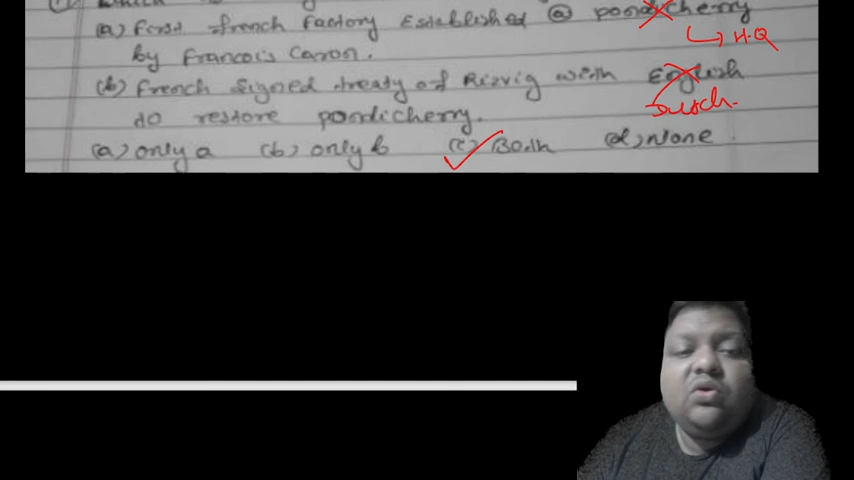 (a) First french factory Established @ pondicherry
↳ H.Q
by Francois Caron.
(b) french signed treaty of Rizvig with English
Dutch.
to restore pondicherry.
(a) only a (b) only b (c) Both (d) None.